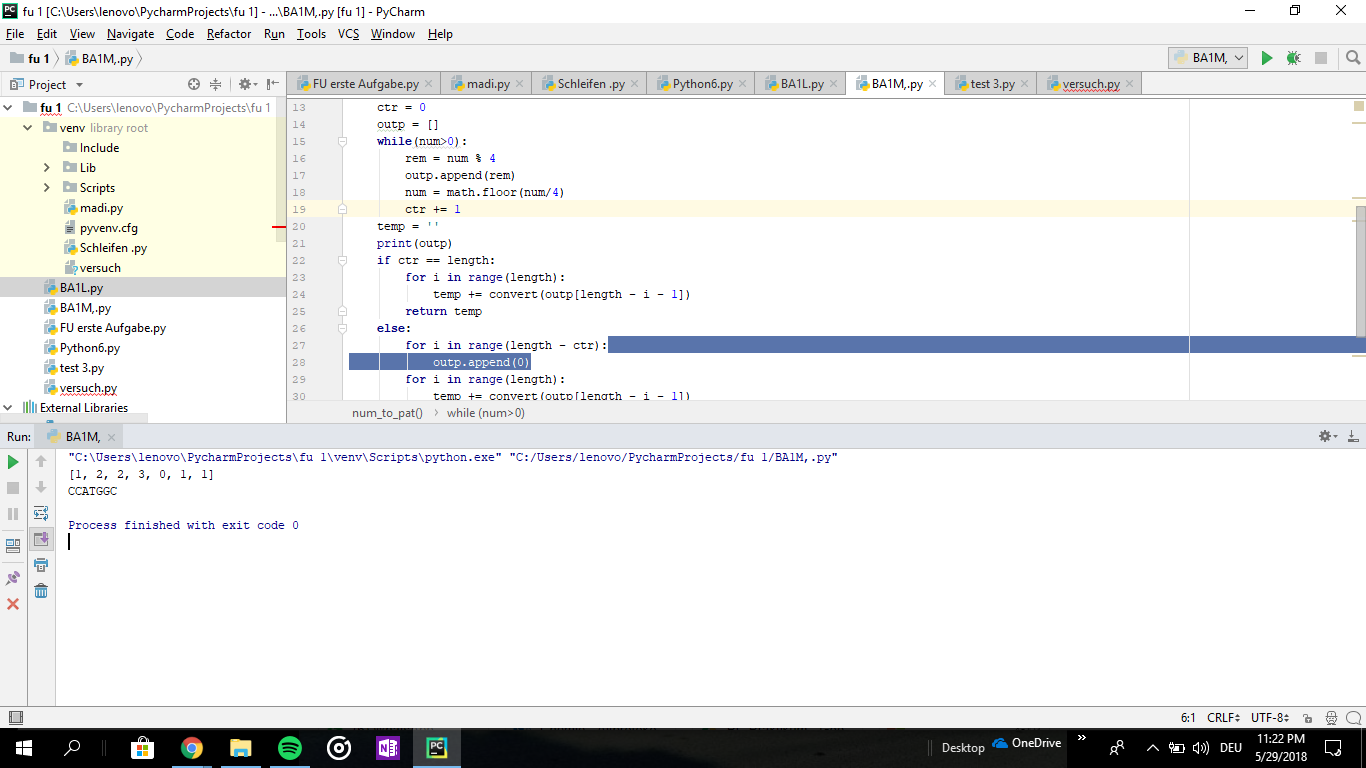 fu 1 [C:\Users\lenovo\PycharmProjects\fu 1] - ...\BA1M,.py [fu 1] - PyCharm
File Edit View Navigate Code Refactor Run Tools VCS Window Help
fu 1 BA1M,.py BA1M,
Project
FU erste Aufgabe.py madi.py Schleifen .py Python6.py BA1L.py BA1M,.py test 3.py versuch.py
fu 1 C:\Users\lenovo\PycharmProjects\fu 1
venv library root
Include
Lib
Scripts
madi.py
pyvenv.cfg
Schleifen .py
versuch
BA1L.py
BA1M,.py
FU erste Aufgabe.py
Python6.py
test 3.py
versuch.py
External Libraries
13 ctr = 0
14 outp = []
15 while(num>0):
16 rem = num % 4
17 outp.append(rem)
18 num = math.floor(num/4)
19 ctr += 1
20 temp = ''
21 print(outp)
22 if ctr == length:
23 for i in range(length):
24 temp += convert(outp[length - i - 1])
25 return temp
26 else:
27 for i in range(length - ctr):
28 outp.append(0)
29 for i in range(length):
30 temp += convert(outp[length - i - 1])
num_to_pat() while (num>0)
Run: BA1M,
"C:\Users\lenovo\PycharmProjects\fu 1\venv\Scripts\python.exe" "C:/Users/lenovo/PycharmProjects/fu 1/BA1M,.py"
[1, 2, 2, 3, 0, 1, 1]
CCATGGC
Process finished with exit code 0
6:1 CRLF UTF-8
Desktop OneDrive DEU 11:22 PM
5/29/2018